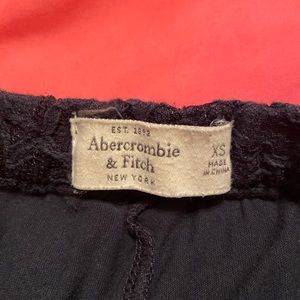 EST. 1892
Abercrombie
& Fitch
NEW YORK
XS
MADE
IN CHINA